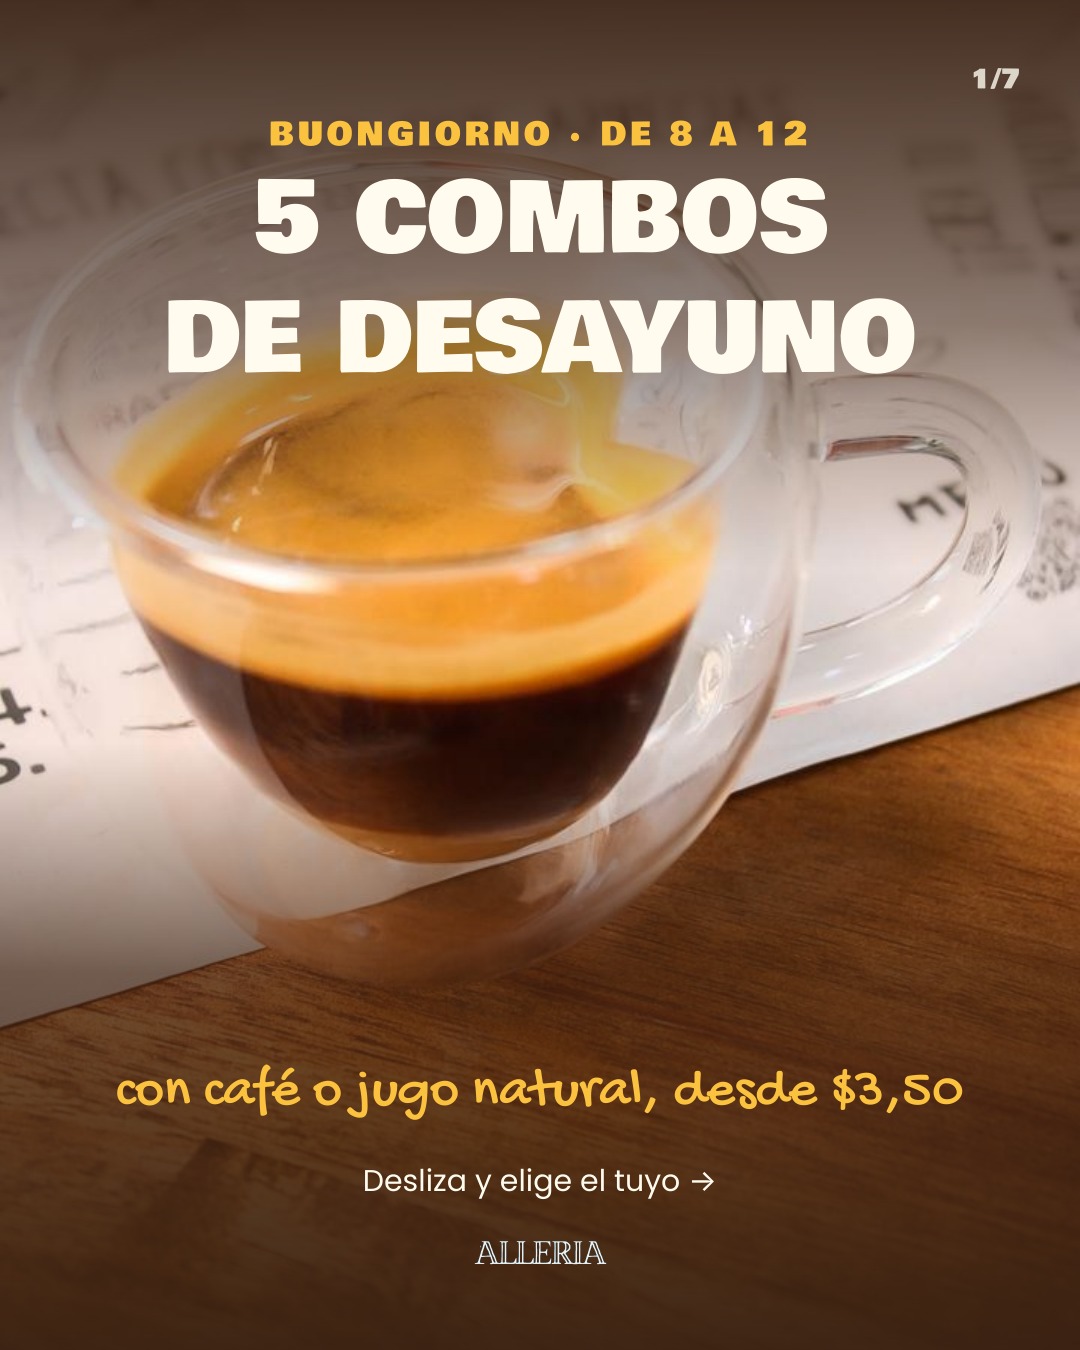 1/7
BUONGIORNO · DE 8 A 12
5 COMBOS
DE DESAYUNO
con café o jugo natural, desde $3,50
Desliza y elige el tuyo →
ALLERIA